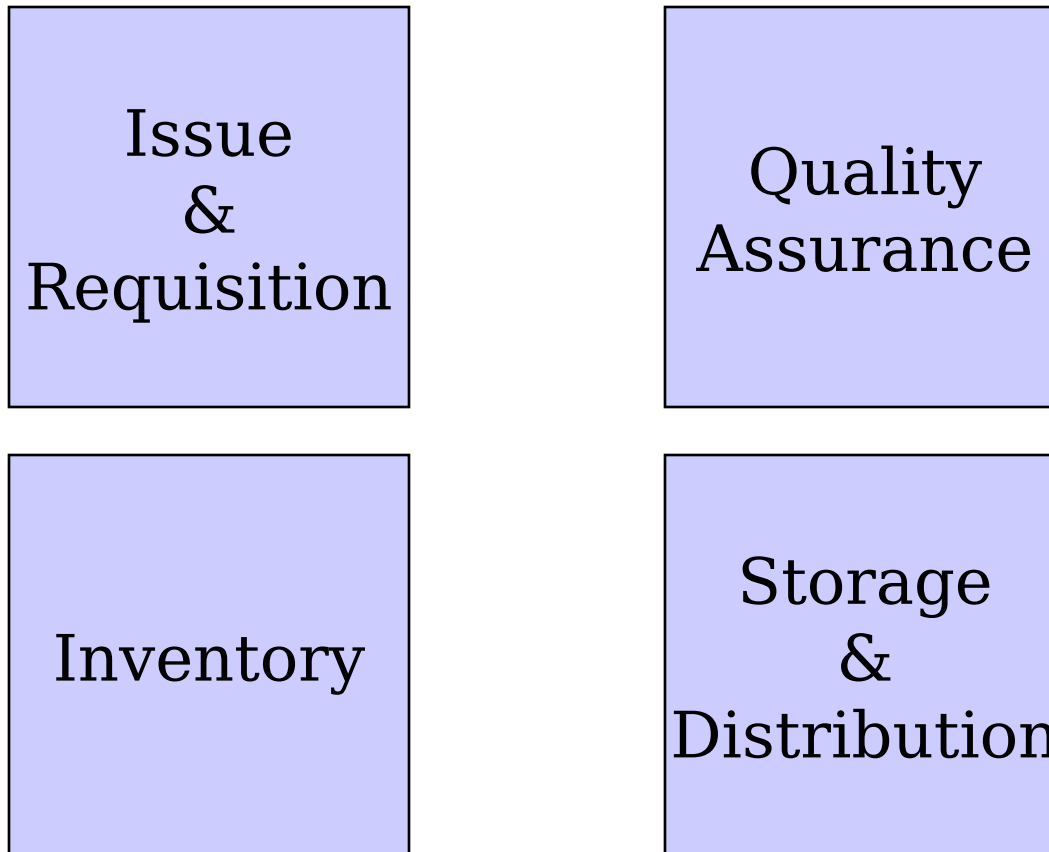 Issue
&
Requisition
Quality
Assurance
Inventory
Storage
&
Distribution